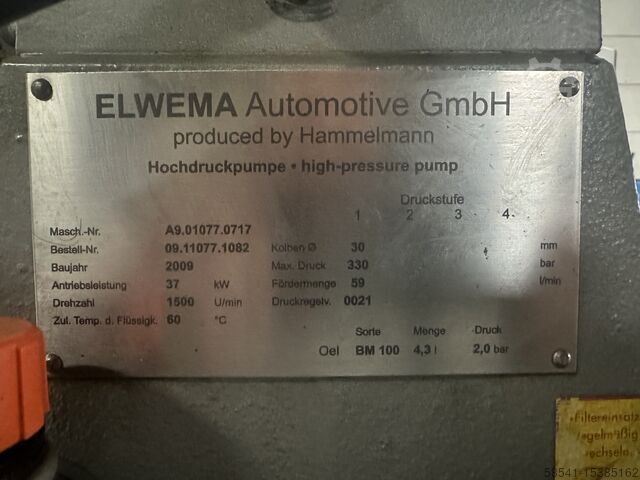 ELWEMA Automotive GmbH
produced by Hammelmann
Hochdruckpumpe • high-pressure pump
Druckstufe
1 2 3 4
Masch.-Nr. A9.01077.0717
Bestell-Nr. 09.11077.1082 Kolben Ø 30 mm
Baujahr 2009 Max. Druck 330 bar
Antriebsleistung 37 kW Fördermenge 59 l/min
Drehzahl 1500 U/min Druckregelv. 0021
Zul. Temp. d. Flüssigk. 60 °C
Sorte Menge Druck
Oel BM 100 4,3 l 2,0 bar
Filtereinsatz
regelmäßig
wechseln
58541-15385162